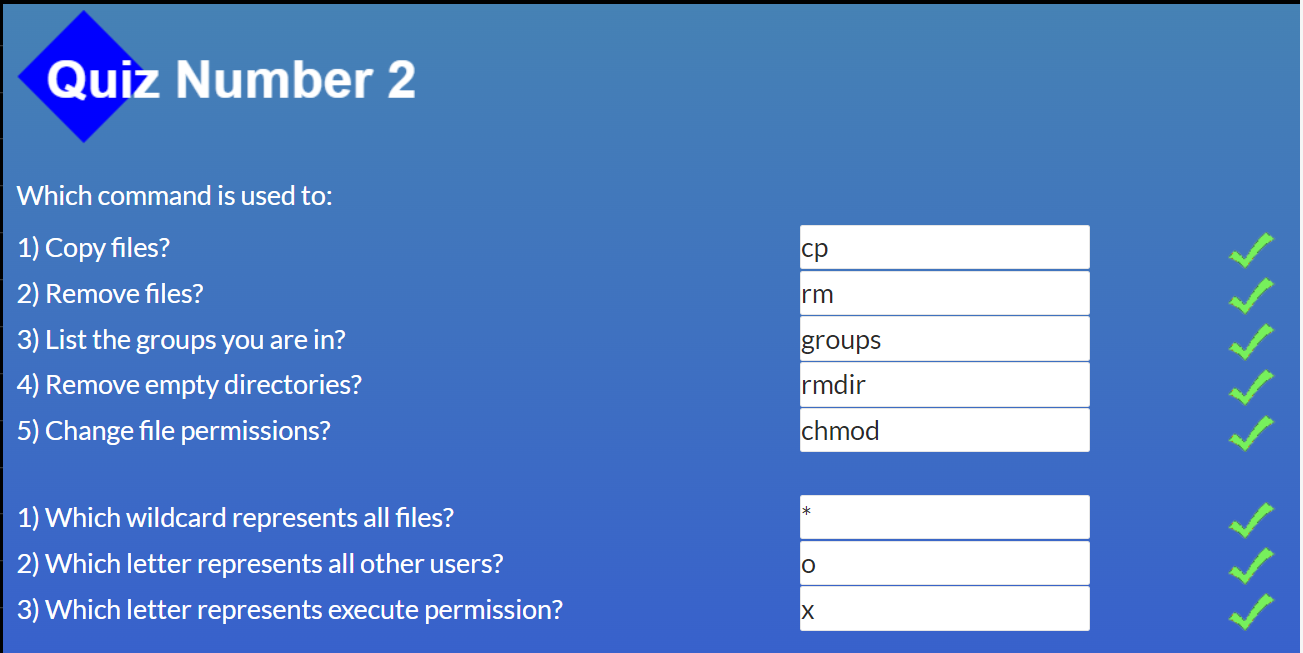 Quiz Number 2
Which command is used to:
1) Copy files? cp
2) Remove files? rm
3) List the groups you are in? groups
4) Remove empty directories? rmdir
5) Change file permissions? chmod
1) Which wildcard represents all files? *
2) Which letter represents all other users? o
3) Which letter represents execute permission? x